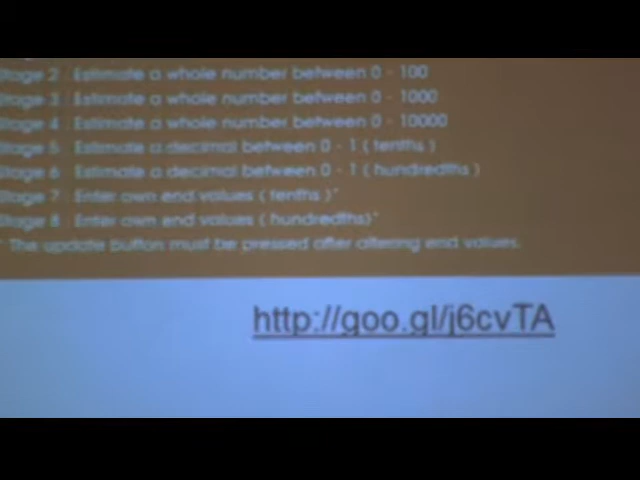 Stage 2 : Estimate a whole number between 0 - 100
Stage 3 : Estimate a whole number between 0 - 1000
Stage 4 : Estimate a whole number between 0 - 10000
Stage 5 : Estimate a decimal between 0 - 1 ( tenths )
Stage 6 : Estimate a decimal between 0 - 1 ( hundredths )
Stage 7 : Enter own end values ( tenths )*
Stage 8 : Enter own end values ( hundredths)*
* The update button must be pressed after altering end values.
http://goo.gl/j6cvTA